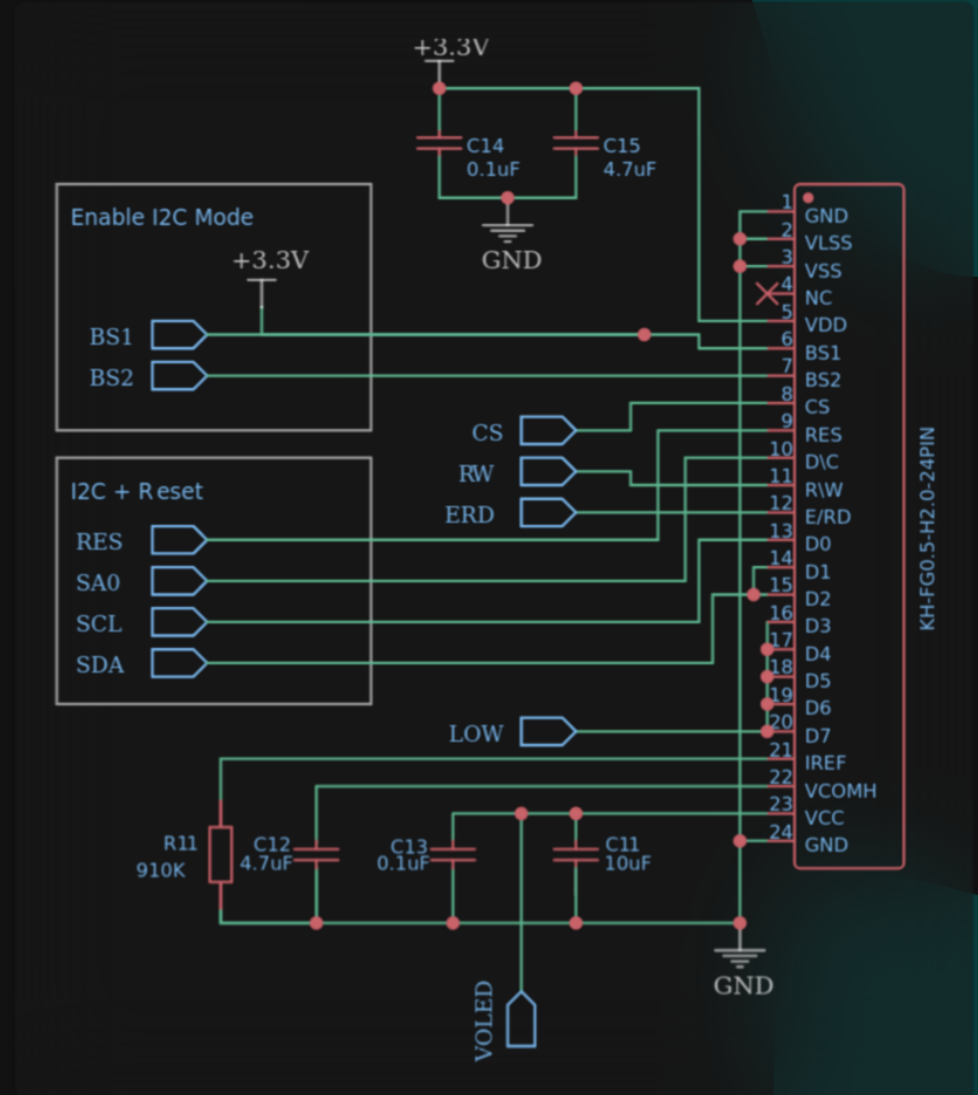 +3.3V
C14
0.1uF
C15
4.7uF
GND
Enable I2C Mode
+3.3V
BS1
BS2
CS
RW
ERD
I2C + Reset
RES
SA0
SCL
SDA
LOW
R11
910K
C12
4.7uF
C13
0.1uF
C11
10uF
VOLED
GND
1 GND
2 VLSS
3 VSS
4 NC
5 VDD
6 BS1
7 BS2
8 CS
9 RES
10 D\C
11 R\W
12 E/RD
13 D0
14 D1
15 D2
16 D3
17 D4
18 D5
19 D6
20 D7
21 IREF
22 VCOMH
23 VCC
24 GND
KH-FG0.5-H2.0-24PIN